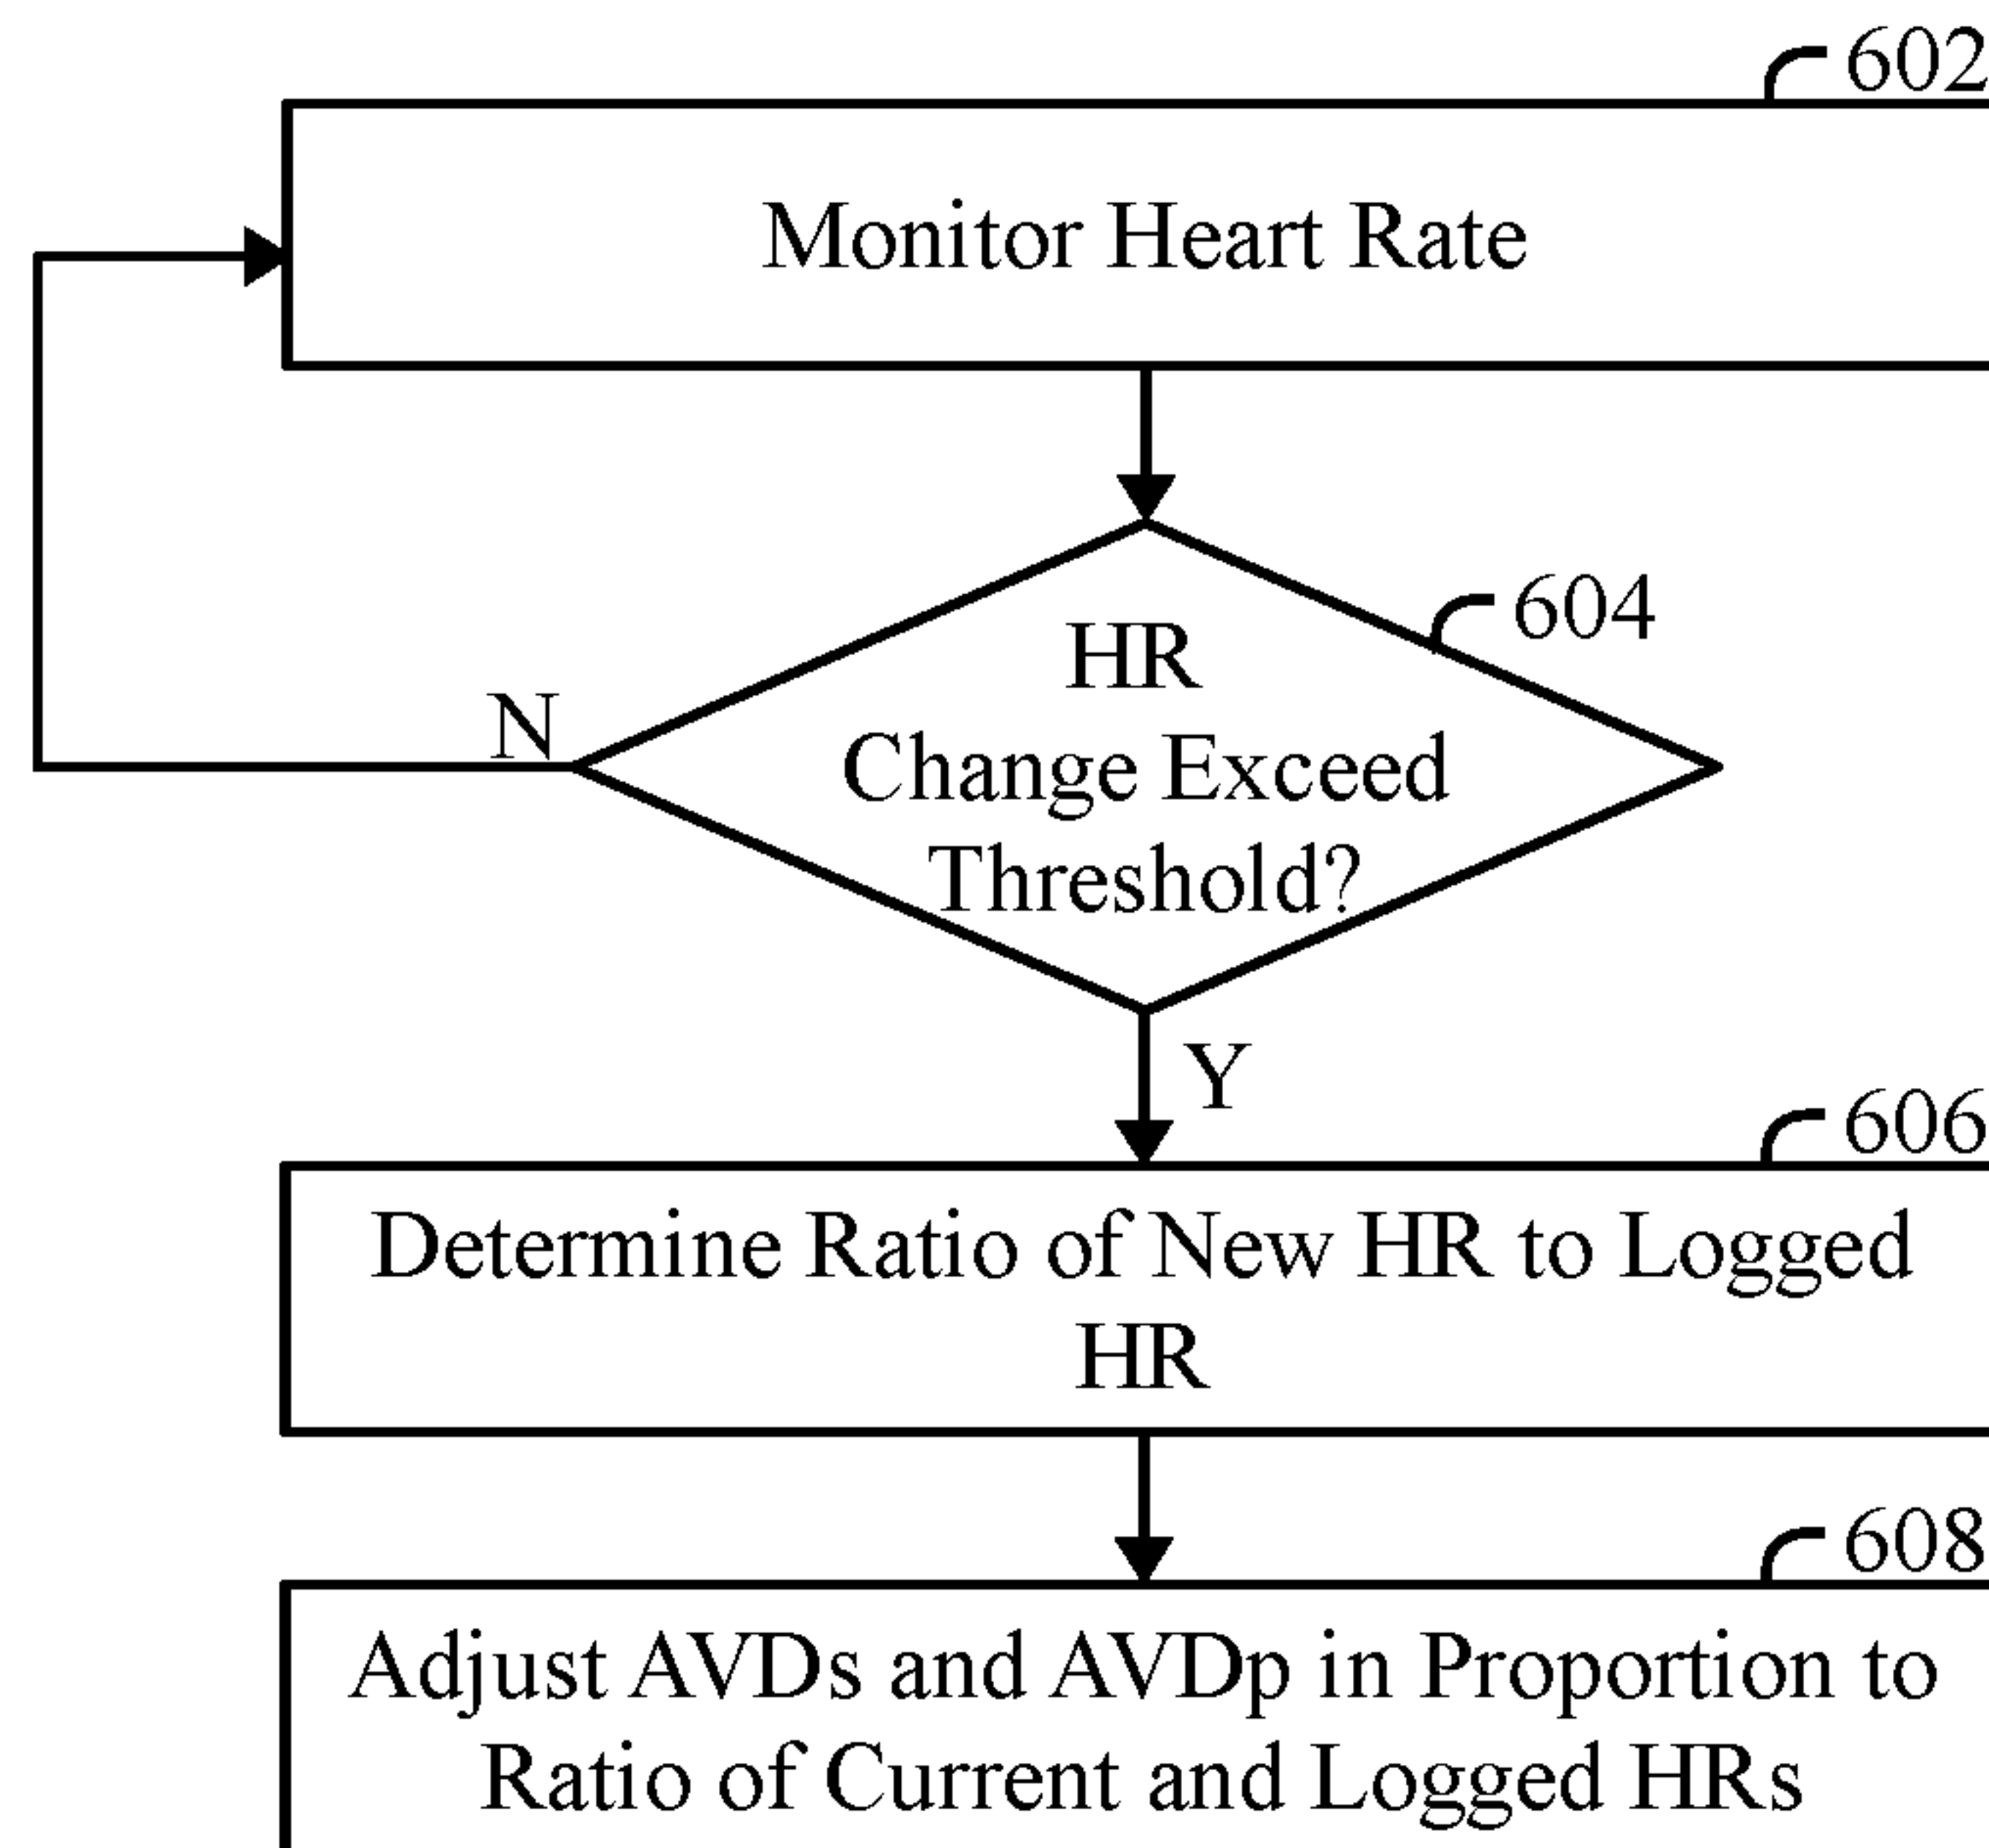 602
Monitor Heart Rate
604
HR
Change Exceed
Threshold?
N
Y
606
Determine Ratio of New HR to Logged
HR
608
Adjust AVDs and AVDp in Proportion to
Ratio of Current and Logged HRs